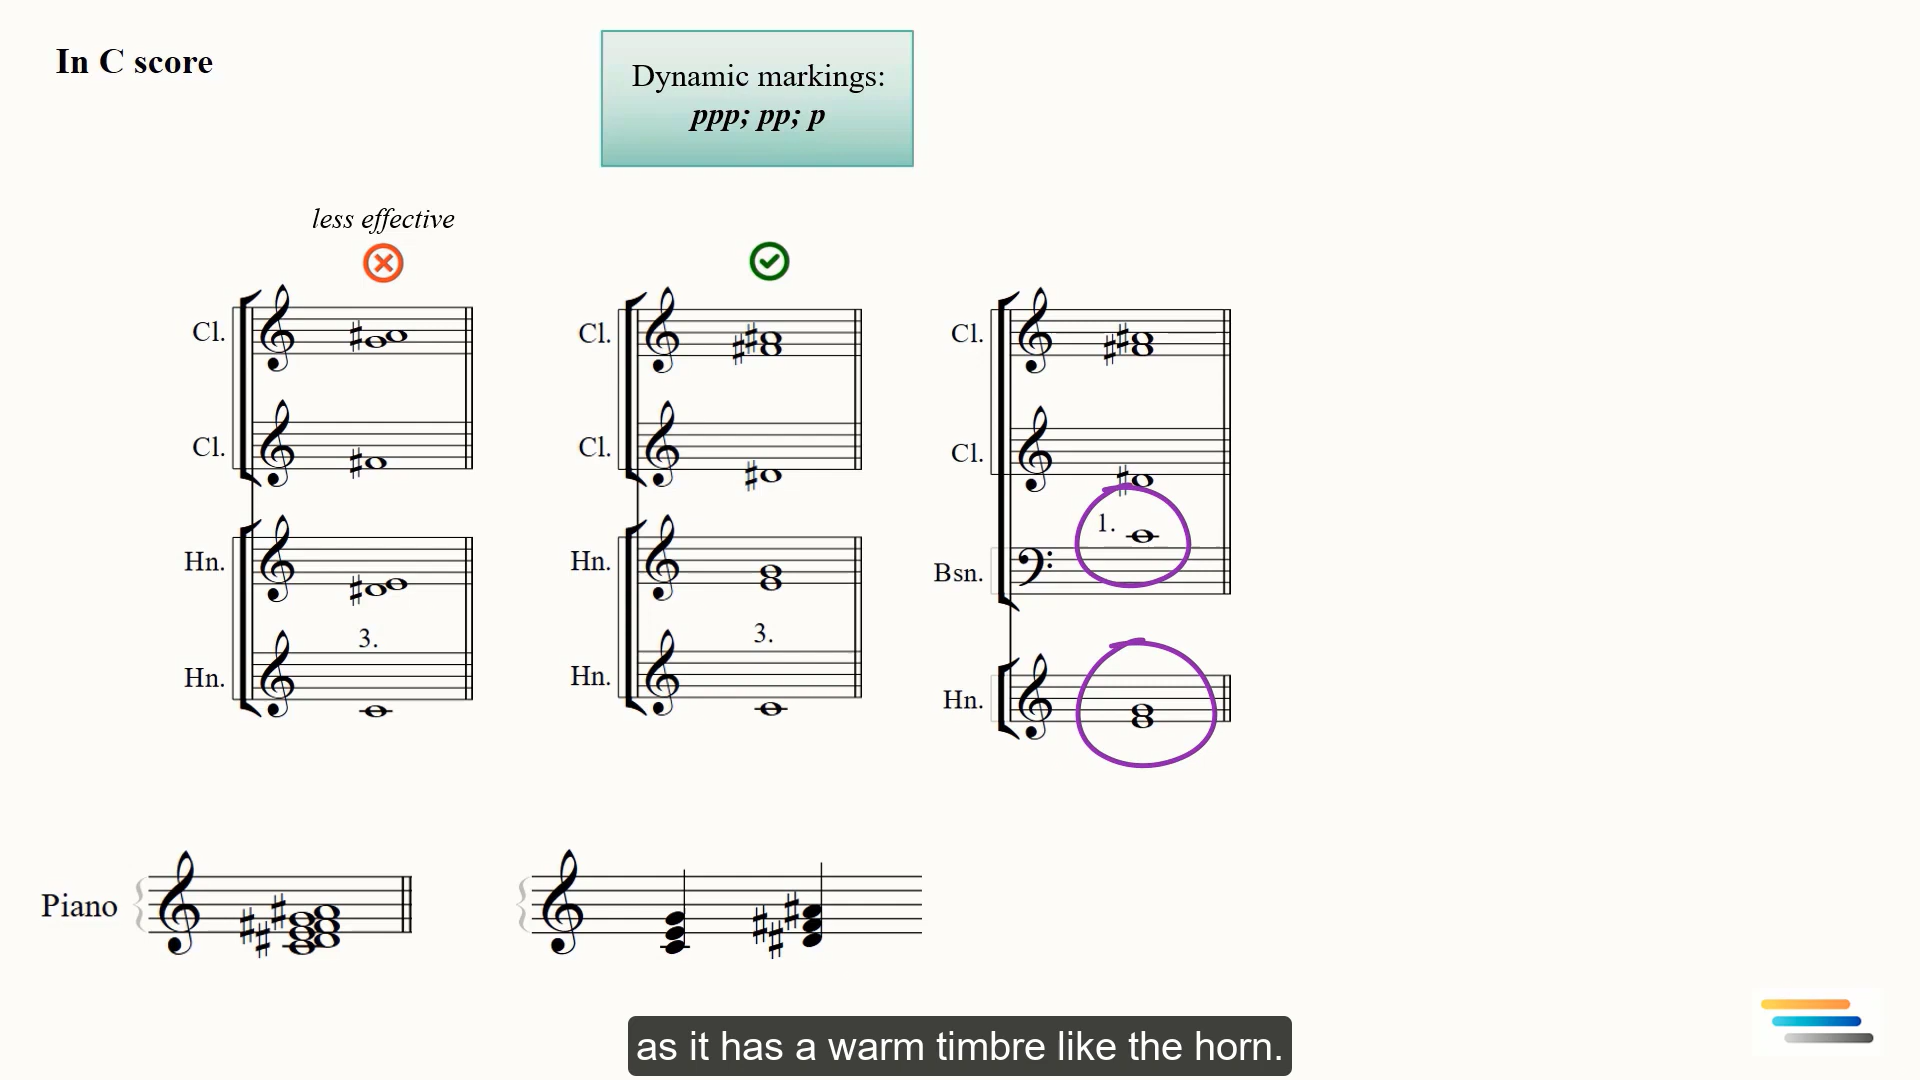 In C score
Dynamic markings:
ppp; pp; p
less effective
Cl.
Cl.
Hn.
3.
Hn.
Cl.
Cl.
Hn.
3.
Hn.
Cl.
Cl.
1.
Bsn.
Hn.
Piano
as it has a warm timbre like the horn.